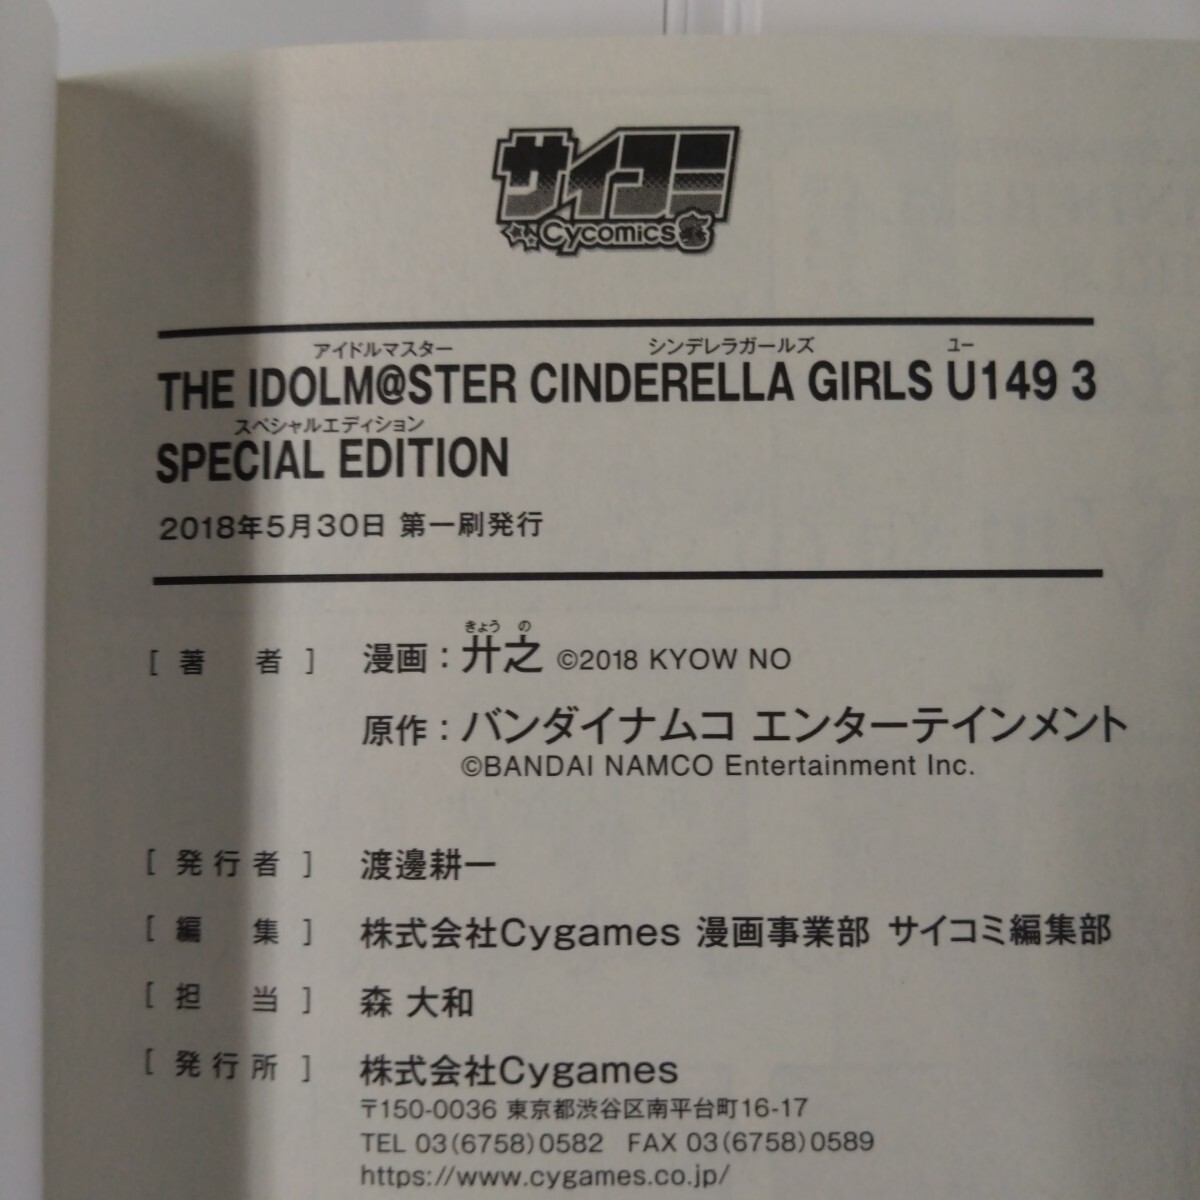 サイコミ
Cycomics
アイドルマスター シンデレラガールズ ユー
THE IDOLM@STER CINDERELLA GIRLS U149 3
スペシャルエディション
SPECIAL EDITION
2018年5月30日 第一刷発行
[ 著 者 ] 漫画：廾之 ©2018 KYOW NO
きょう の
原作：バンダイナムコ エンターテインメント
©BANDAI NAMCO Entertainment Inc.
[ 発行者 ] 渡邊耕一
[ 編 集 ] 株式会社Cygames 漫画事業部 サイコミ編集部
[ 担 当 ] 森 大和
[ 発行所 ] 株式会社Cygames
〒150-0036 東京都渋谷区南平台町16-17
TEL 03(6758)0582 FAX 03(6758)0589
https://www.cygames.co.jp/